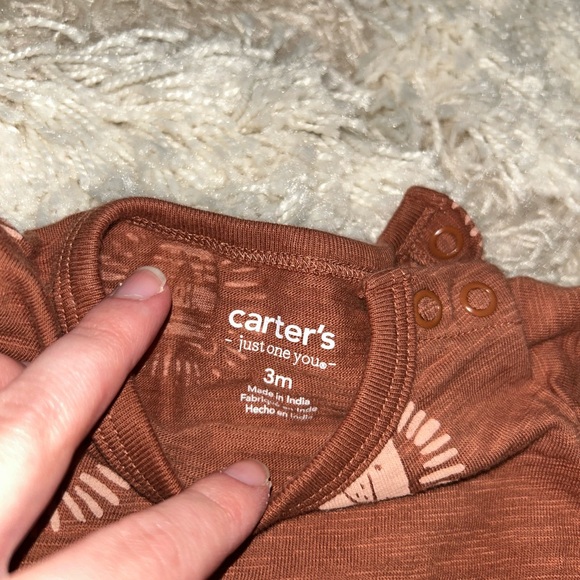 carter's
- just one you® -
3m
Made in India
Fabriqué en Inde
Hecho en India